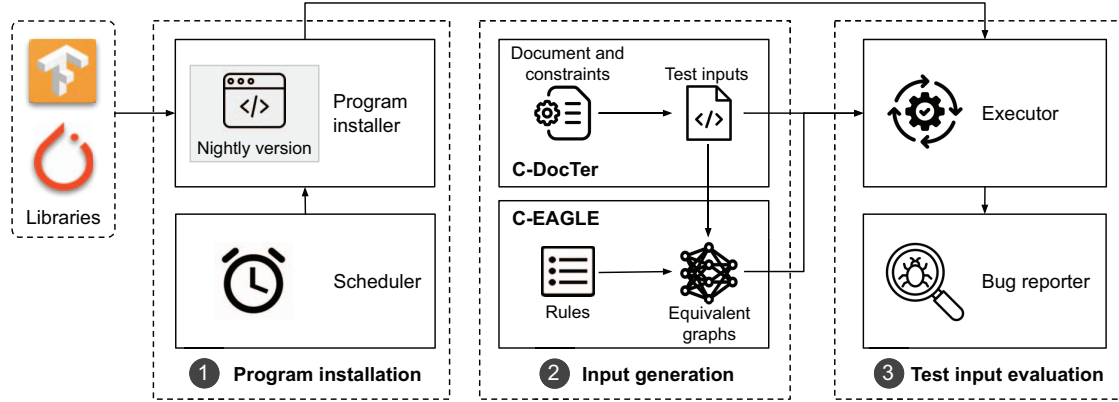 Libraries
</>
Nightly version
Program
installer
Scheduler
1 Program installation
Document and
constraints
Test inputs
</>
C-DocTer
C-EAGLE
Rules
Equivalent
graphs
2 Input generation
Executor
Bug reporter
3 Test input evaluation